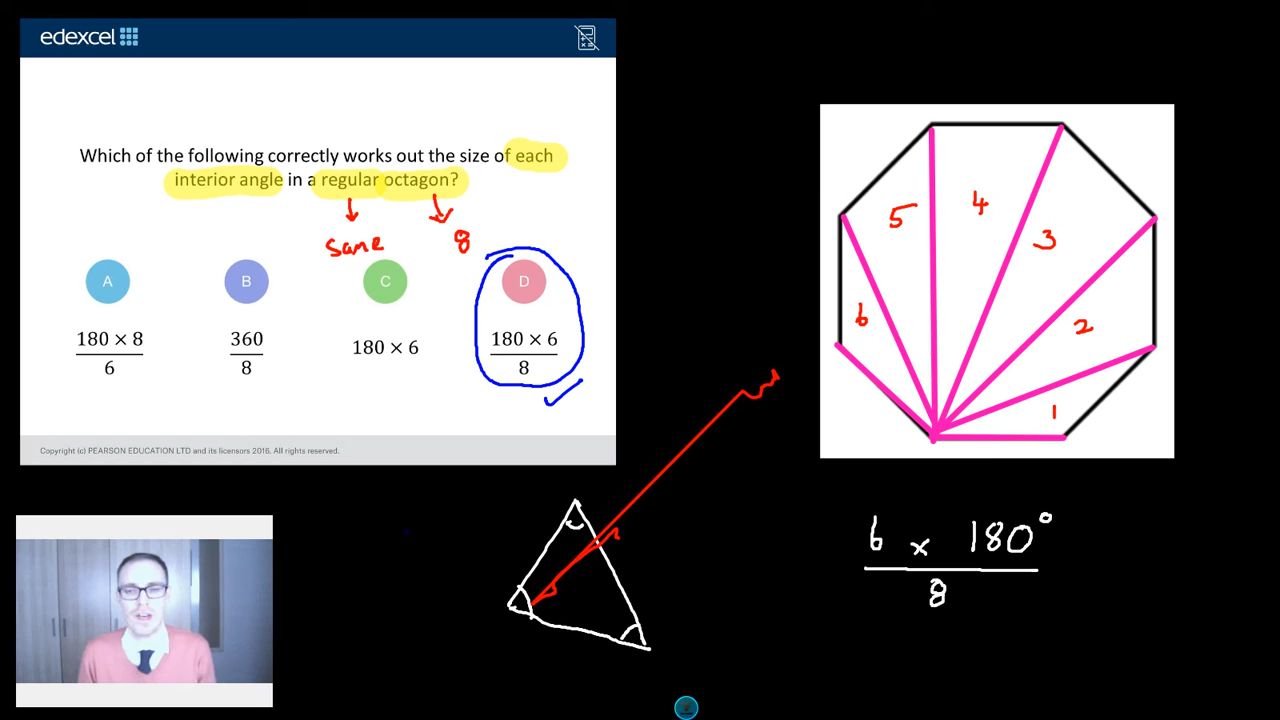 edexcel
Which of the following correctly works out the size of each
interior angle in a regular octagon?
same
8
A
B
C
D
180 × 8
6
360
8
180 × 6
180 × 6
8
Copyright (c) PEARSON EDUCATION LTD and its licensors 2016. All rights reserved.
5
4
3
6
2
1
6 × 180°
8